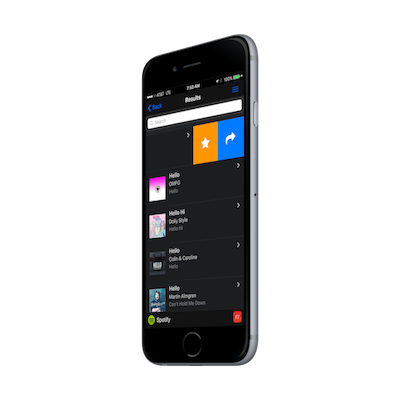 AT&T LTE 7:53 AM 100%
Back
Results
Search
Hello
OMFG
Hello
Hello Hi
Dolly Style
Hello Hi
Hello
Colin & Caroline
Hello
Hello
Martin Almgren
Can't Hold Me Down
Spotify